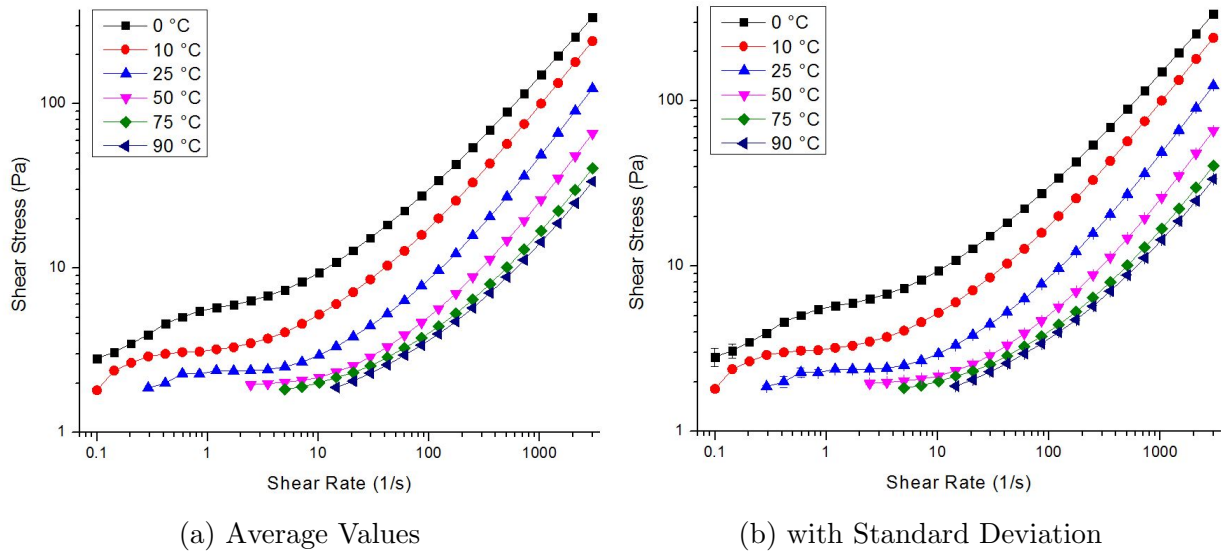 0 °C
10 °C
25 °C
50 °C
75 °C
90 °C
100
10
1
Shear Stress (Pa)
0.1 1 10 100 1000
Shear Rate (1/s)
(a) Average Values
0 °C
10 °C
25 °C
50 °C
75 °C
90 °C
100
10
1
Shear Stress (Pa)
0.1 1 10 100 1000
Shear Rate (1/s)
(b) with Standard Deviation